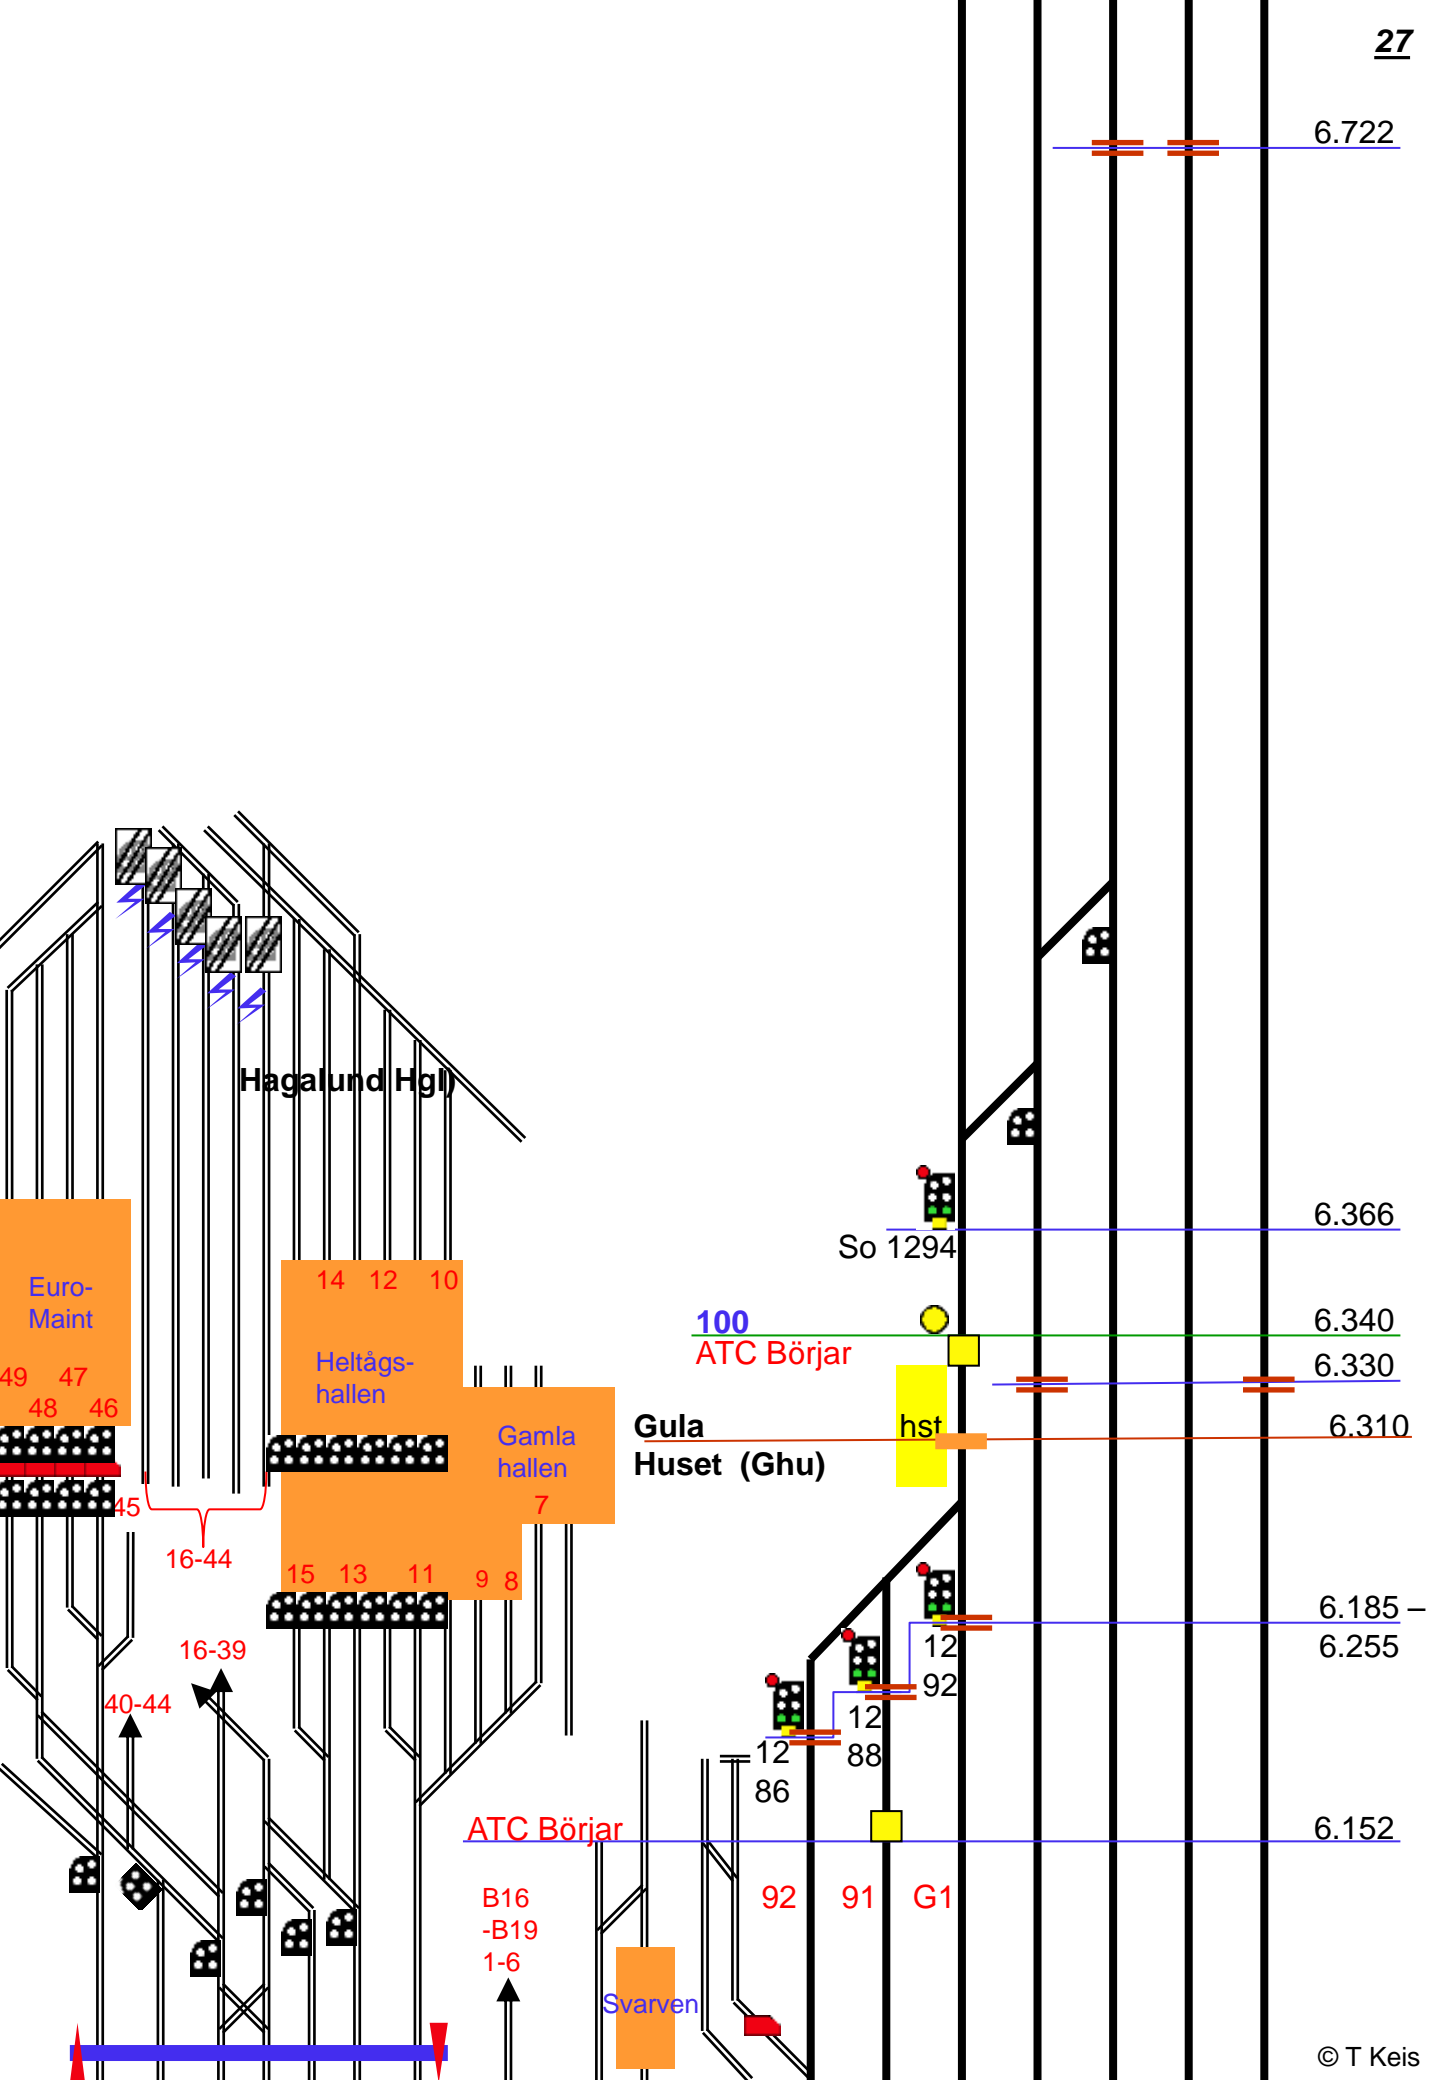 27
6.722
Hagalund Hgl)
6.366
So 1294
Euro-
Maint
14 12 10
100
6.340
ATC Börjar
6.330
Heltågs-
hallen
49 47
48 46
Gula
hst
6.310
Huset (Ghu)
Gamla
hallen
7
45
16-44
15 13 11 9 8
6.185 –
6.255
12
92
16-39
40-44
12
88
12
86
ATC Börjar
6.152
92 91 G1
B16
-B19
1-6
Svarven
© T Keis